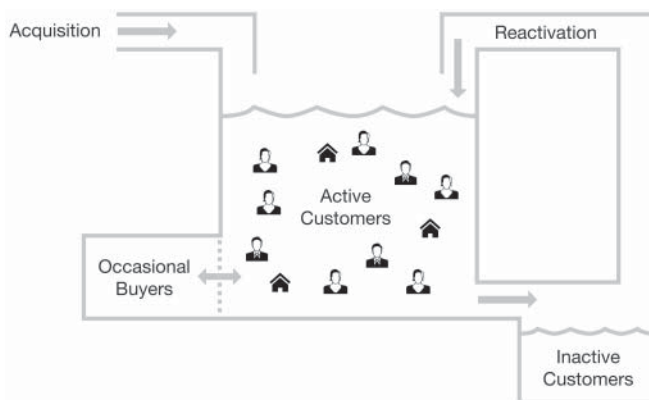 Acquisition
Reactivation
Active
Customers
Occasional
Buyers
Inactive
Customers